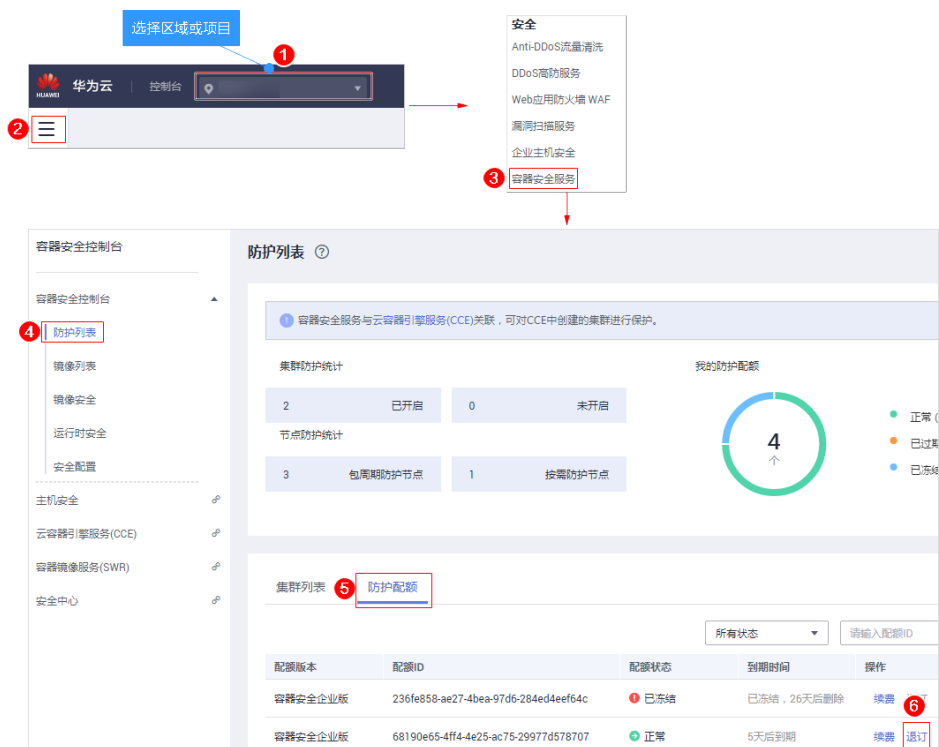 选择区域或项目
1
HUAWEI 华为云 控制台
2
安全
Anti-DDoS流量清洗
DDoS高防服务
Web应用防火墙 WAF
漏洞扫描服务
企业主机安全
3 容器安全服务
容器安全控制台
容器安全控制台
4 防护列表
镜像列表
镜像安全
运行时安全
安全配置
主机安全
云容器引擎服务(CCE)
容器镜像服务(SWR)
安全中心
防护列表 ?
! 容器安全服务与云容器引擎服务(CCE)关联，可对CCE中创建的集群进行保护。
集群防护统计
2 已开启 0 未开启
节点防护统计
3 包周期防护节点 1 按需防护节点
我的防护配额
4
个
正常 (
已过期
已冻结
集群列表 5 防护配额
所有状态 请输入配额ID
配额版本 配额ID 配额状态 到期时间 操作
容器安全企业版 236fe858-ae27-4bea-97d6-284ed4eef64c 已冻结 已冻结，26天后删除 续费
6
容器安全企业版 68190e65-4ff4-4e25-ac75-29977d578707 正常 5天后到期 续费 退订